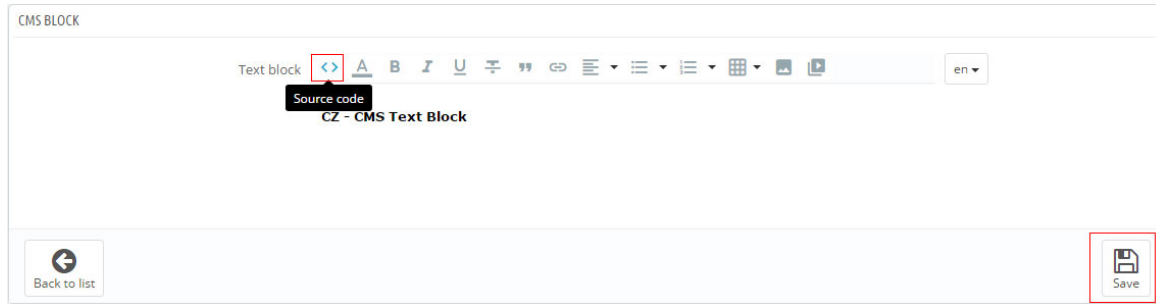 CMS BLOCK
Text block
en
Source code
CZ - CMS Text Block
Back to list
Save